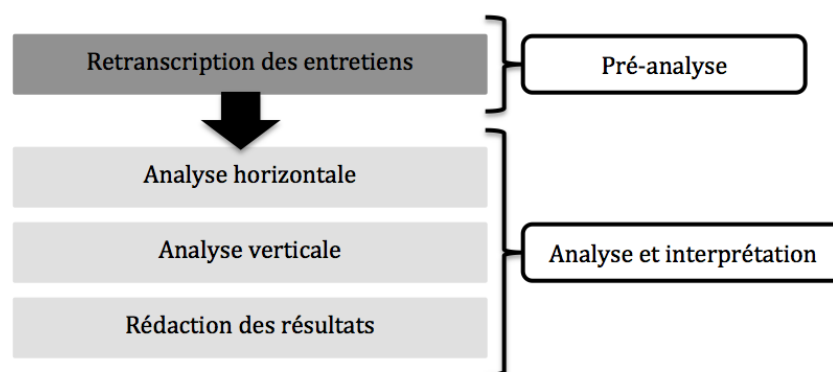 Retranscription des entretiens
Pré-analyse
Analyse horizontale
Analyse verticale
Analyse et interprétation
Rédaction des résultats